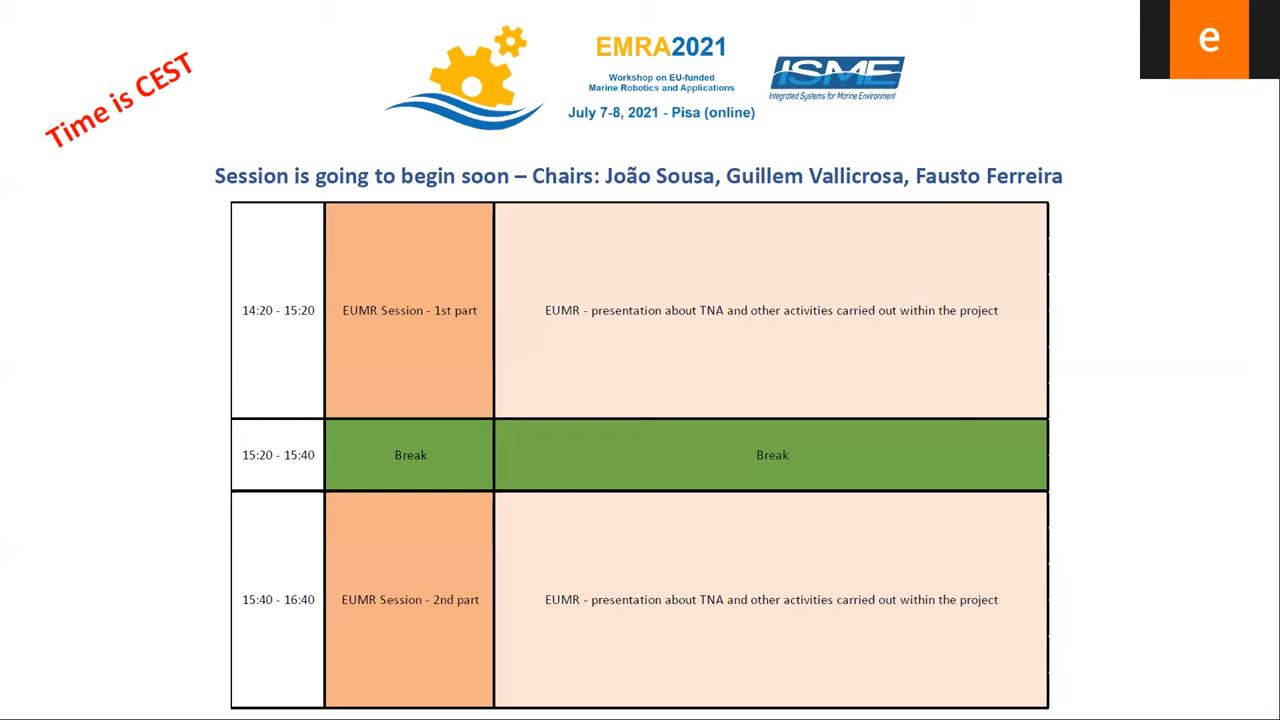 Time is CEST
EMRA2021
Workshop on EU-funded
Marine Robotics and Applications
July 7-8, 2021 - Pisa (online)
ISME
Integrated Systems for Marine Environment
e
Session is going to begin soon – Chairs: João Sousa, Guillem Vallicrosa, Fausto Ferreira
14:20 - 15:20 EUMR Session - 1st part EUMR - presentation about TNA and other activities carried out within the project
15:20 - 15:40 Break Break
15:40 - 16:40 EUMR Session - 2nd part EUMR - presentation about TNA and other activities carried out within the project